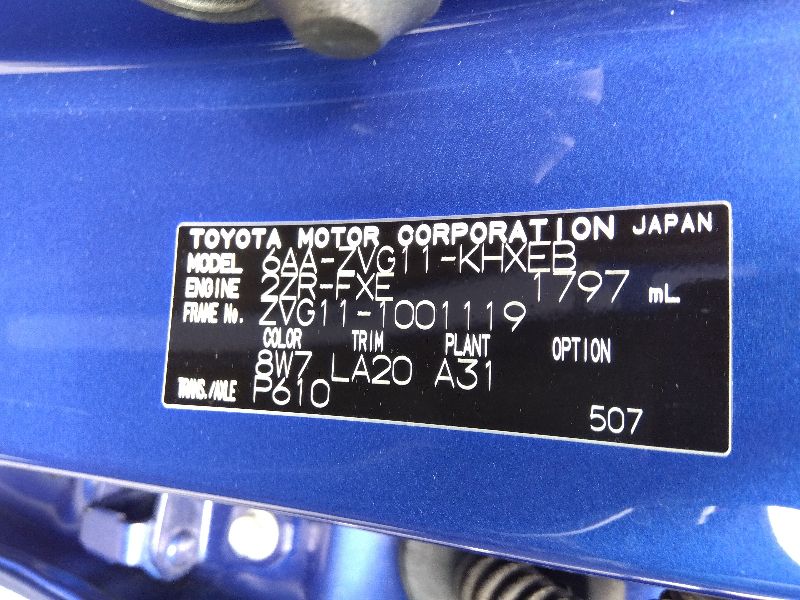 TOYOTA MOTOR CORPORATION JAPAN
MODEL 6AA-ZVG11-KHXEB
ENGINE 2ZR-FXE 1797 mL
FRAME No. ZVG11-1001119
COLOR TRIM PLANT OPTION
8W7 LA20 A31
TRANS./AXLE P610
507